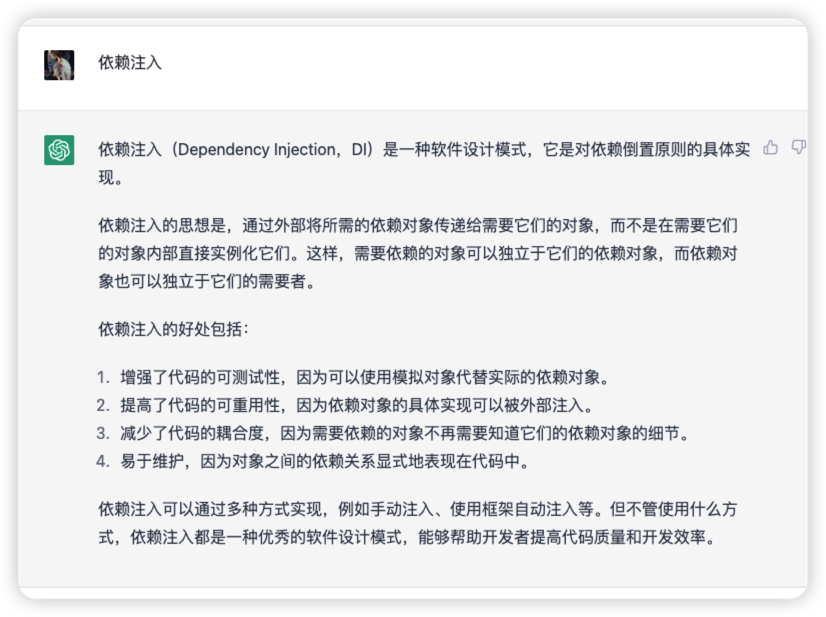 依赖注入
依赖注入（Dependency Injection，DI）是一种软件设计模式，它是对依赖倒置原则的具体实
现。
依赖注入的思想是，通过外部将所需的依赖对象传递给需要它们的对象，而不是在需要它们
的对象内部直接实例化它们。这样，需要依赖的对象可以独立于它们的依赖对象，而依赖对
象也可以独立于它们的需要者。
依赖注入的好处包括：
1. 增强了代码的可测试性，因为可以使用模拟对象代替实际的依赖对象。
2. 提高了代码的可重用性，因为依赖对象的具体实现可以被外部注入。
3. 减少了代码的耦合度，因为需要依赖的对象不再需要知道它们的依赖对象的细节。
4. 易于维护，因为对象之间的依赖关系显式地表现在代码中。
依赖注入可以通过多种方式实现，例如手动注入、使用框架自动注入等。但不管使用什么方
式，依赖注入都是一种优秀的软件设计模式，能够帮助开发者提高代码质量和开发效率。